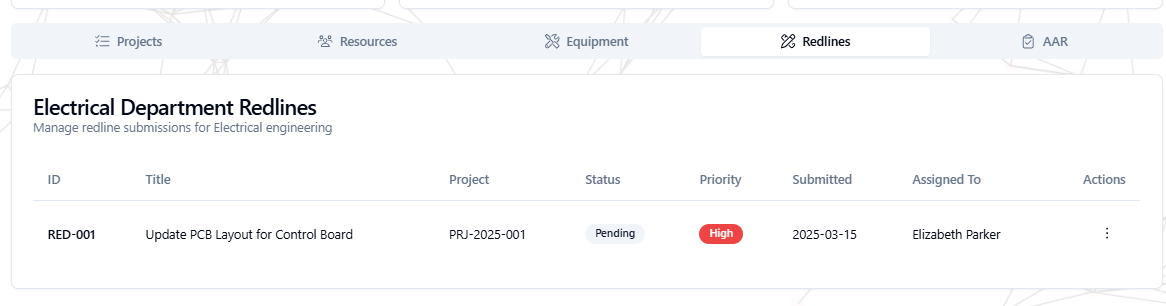 Projects Resources Equipment Redlines AAR
Electrical Department Redlines
Manage redline submissions for Electrical engineering
ID Title Project Status Priority Submitted Assigned To Actions
RED-001 Update PCB Layout for Control Board PRJ-2025-001 Pending High 2025-03-15 Elizabeth Parker